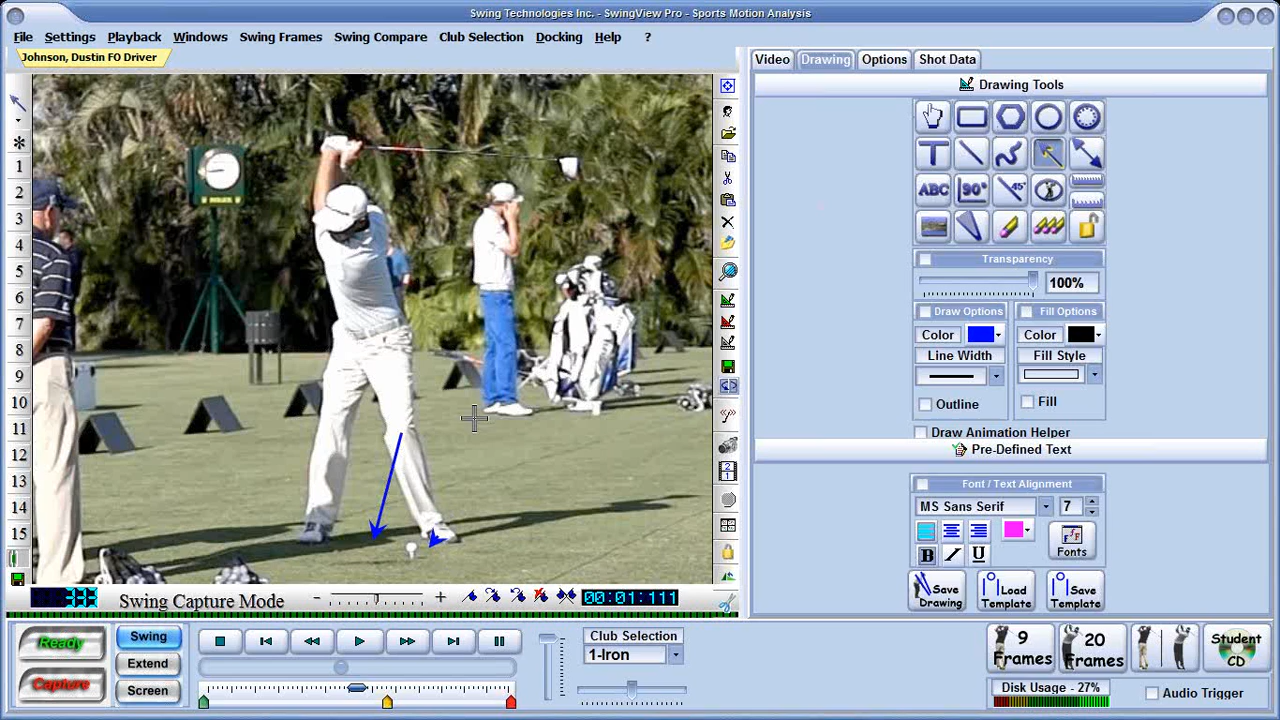 Swing Technologies Inc. - SwingView Pro - Sports Motion Analysis
File Settings Playback Windows Swing Frames Swing Compare Club Selection Docking Help ?
Johnson, Dustin FO Driver
Video Drawing Options Shot Data
Drawing Tools
T
ABC 90° 45°
Transparency
100%
Draw Options Fill Options
Color Color
Line Width Fill Style
Outline Fill
Draw Animation Helper
Pre-Defined Text
Font / Text Alignment
MS Sans Serif 7
B U Fonts
Save Drawing
Load Template
Save Template
1
2
3
4
5
6
7
8
9
10
11
12
13
14
15
ROLEX
33 Swing Capture Mode - + 00:01:111
Ready Swing
Extend
Capture Screen
Club Selection
1-Iron
9 Frames
20 Frames
Student CD
Disk Usage - 27%
Audio Trigger